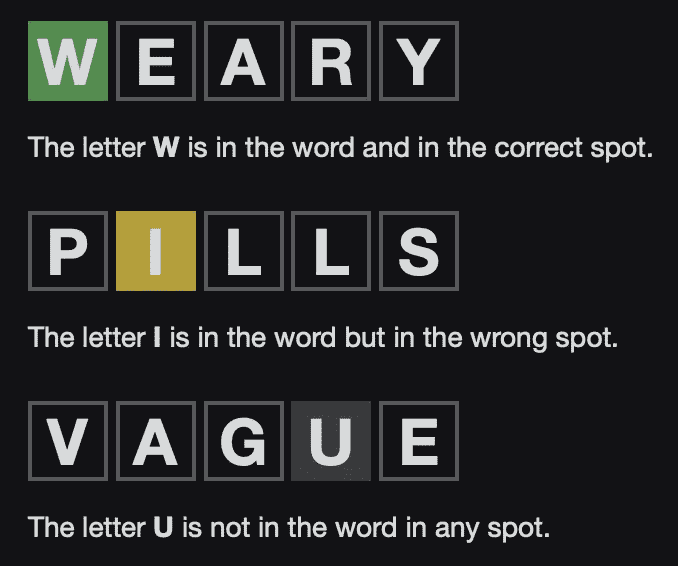 WEARY
The letter W is in the word and in the correct spot.
PILLS
The letter I is in the word but in the wrong spot.
VAGUE
The letter U is not in the word in any spot.